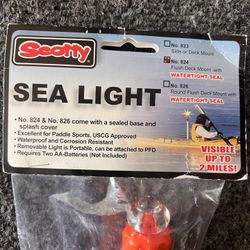 Scotty
No. 823
Side or Deck Mount
No. 824
Flush Deck Mount with
WATERTIGHT SEAL
No. 826
Round Flush Deck Mount with
WATERTIGHT SEAL
SEA LIGHT
• No. 824 & No. 826 come with a sealed base and
splash cover
• Excellent for Paddle Sports. USCG Approved
• Waterproof and Corrosion Resistant
• Removable Light is Portable, can be attached to PFD
• Requires Two AA-Batteries (Not Included)
VISIBLE
UP TO
2 MILES!